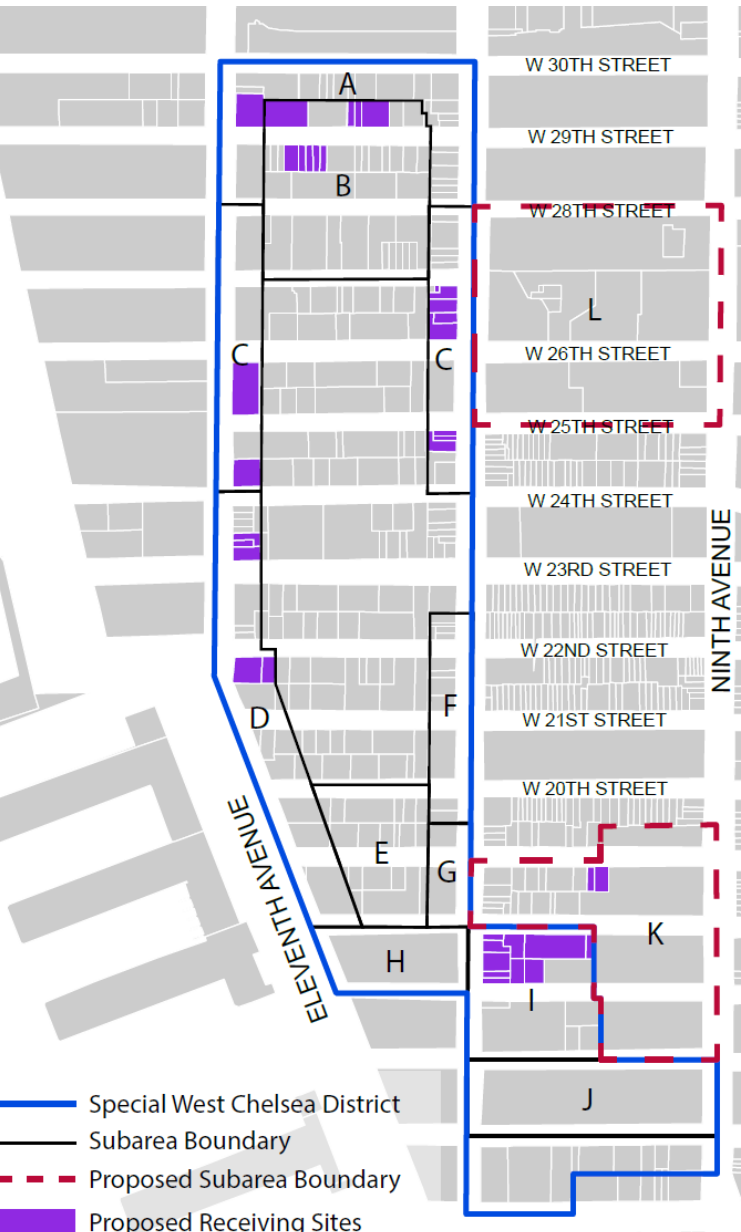 W 30TH STREET
A
W 29TH STREET
B
W 28TH STREET
L
C
C
W 26TH STREET
W 25TH STREET
W 24TH STREET
NINTH AVENUE
W 23RD STREET
W 22ND STREET
F
D
W 21ST STREET
W 20TH STREET
ELEVENTH AVENUE
E
G
K
H
I
J
Special West Chelsea District
Subarea Boundary
Proposed Subarea Boundary
Proposed Receiving Sites